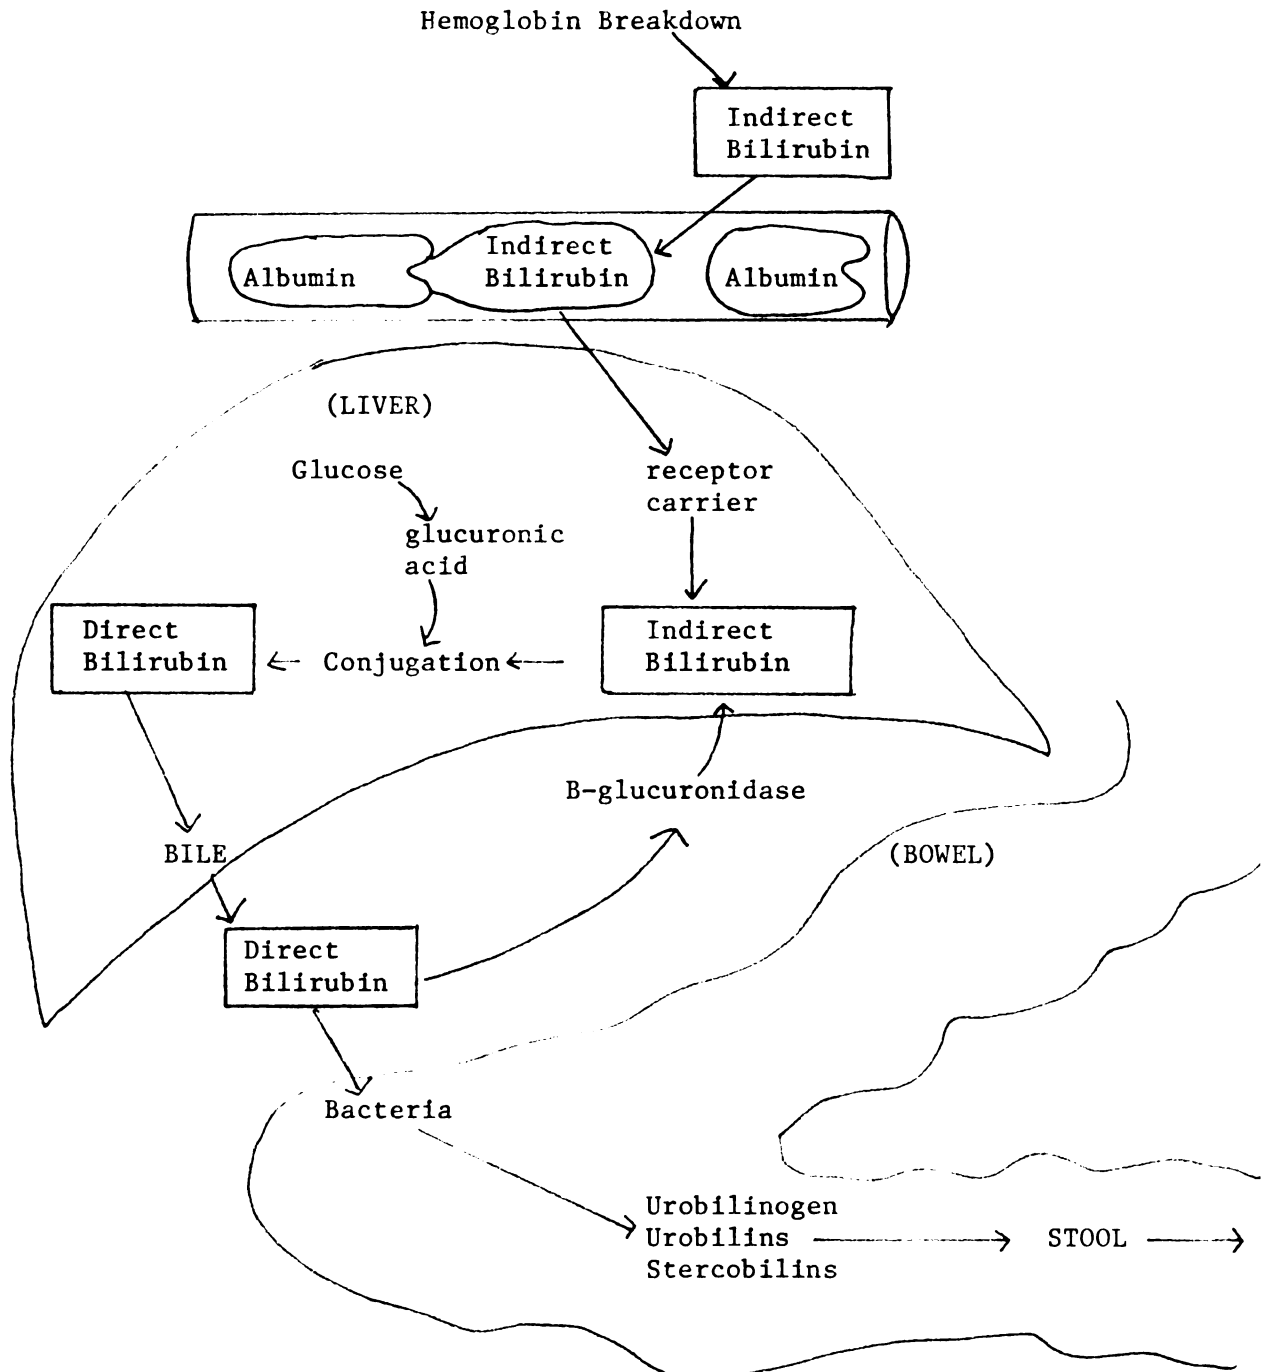 Hemoglobin Breakdown
Indirect
Bilirubin
Albumin
Indirect
Bilirubin
Albumin
(LIVER)
Glucose
receptor
carrier
glucuronic
acid
Direct
Bilirubin
Conjugation
Indirect
Bilirubin
B-glucuronidase
BILE
(BOWEL)
Direct
Bilirubin
Bacteria
Urobilinogen
Urobilins
Stercobilins
STOOL